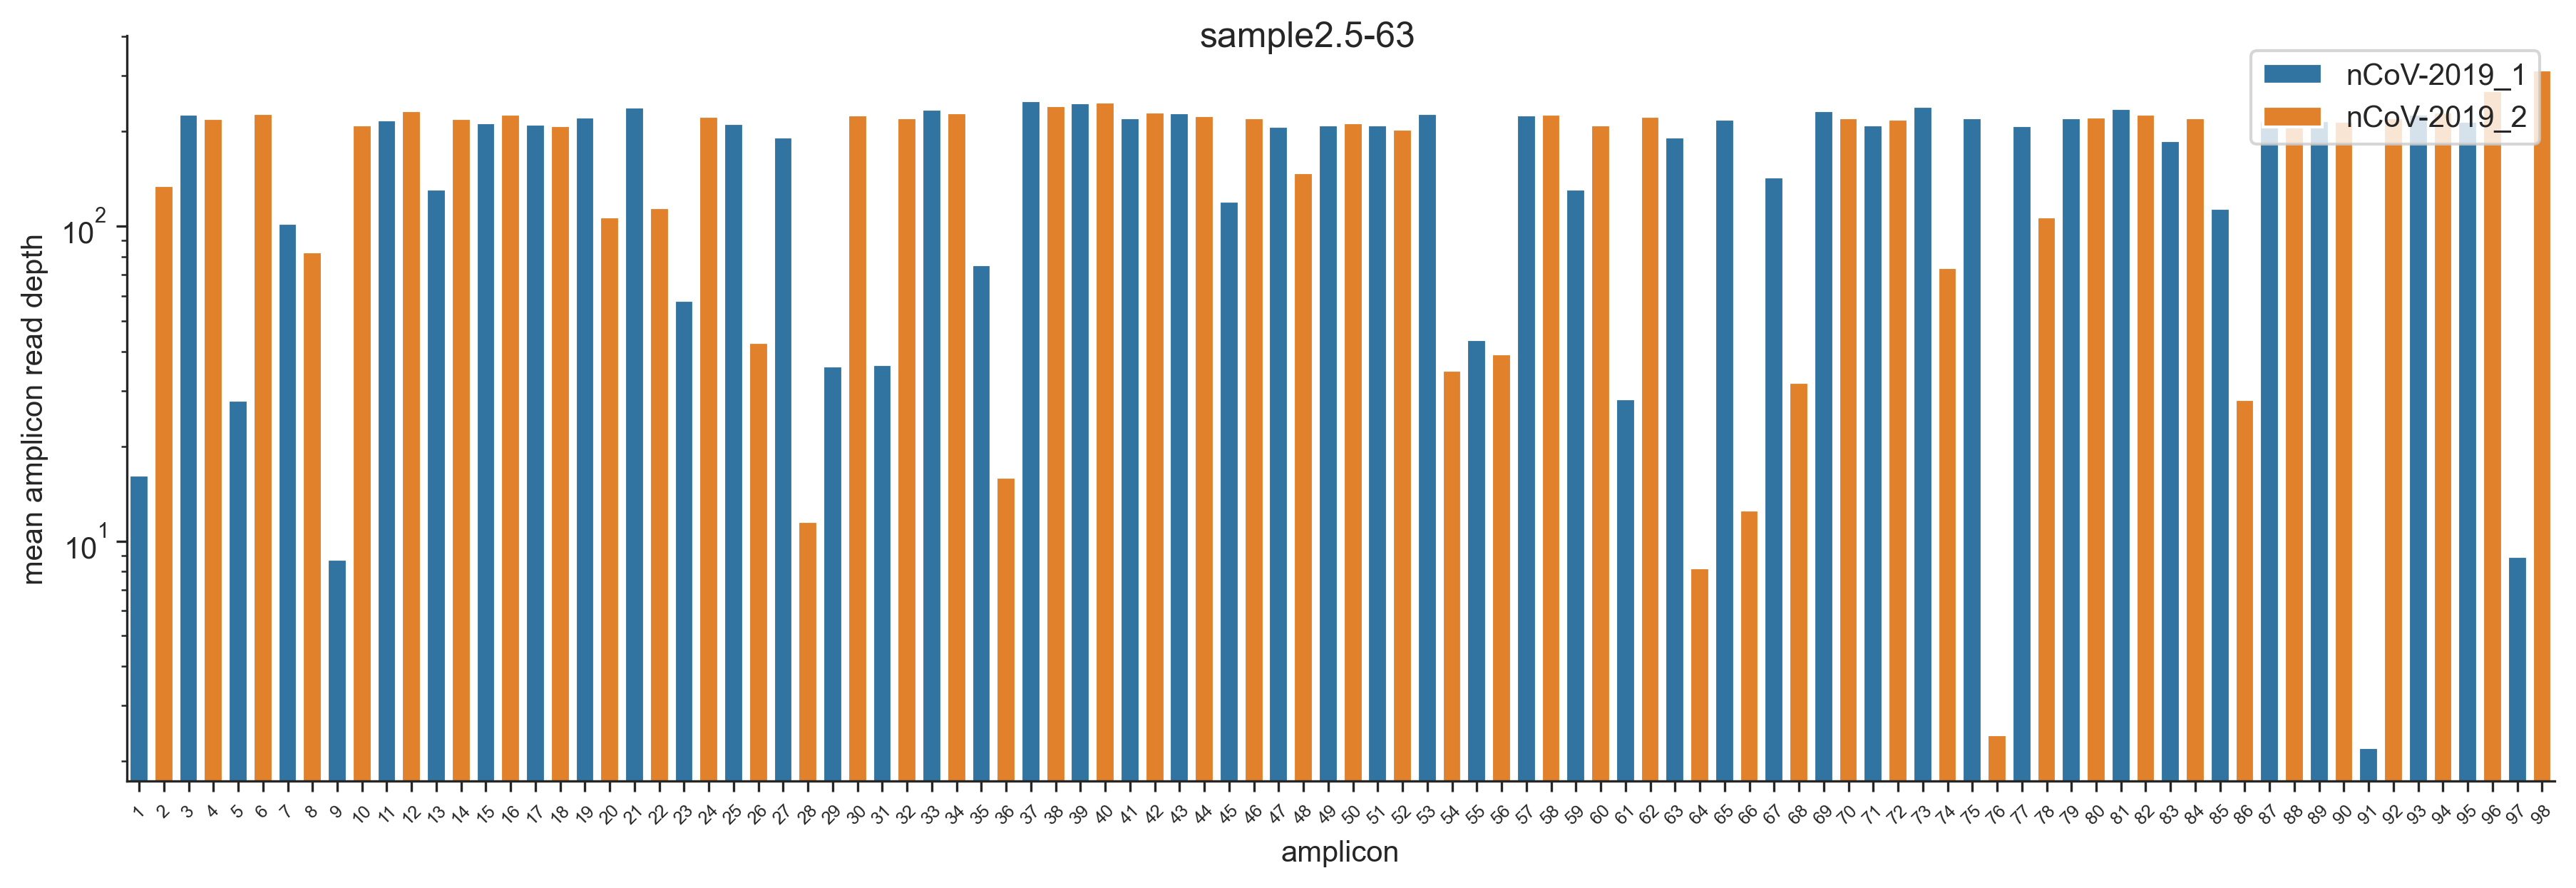 sample2.5-63
nCoV-2019_1
nCoV-2019_2
mean amplicon read depth
10^2
10^1
1 2 3 4 5 6 7 8 9 10 11 12 13 14 15 16 17 18 19 20 21 22 23 24 25 26 27 28 29 30 31 32 33 34 35 36 37 38 39 40 41 42 43 44 45 46 47 48 49 50 51 52 53 54 55 56 57 58 59 60 61 62 63 64 65 66 67 68 69 70 71 72 73 74 75 76 77 78 79 80 81 82 83 84 85 86 87 88 89 90 91 92 93 94 95 96 97 98
amplicon